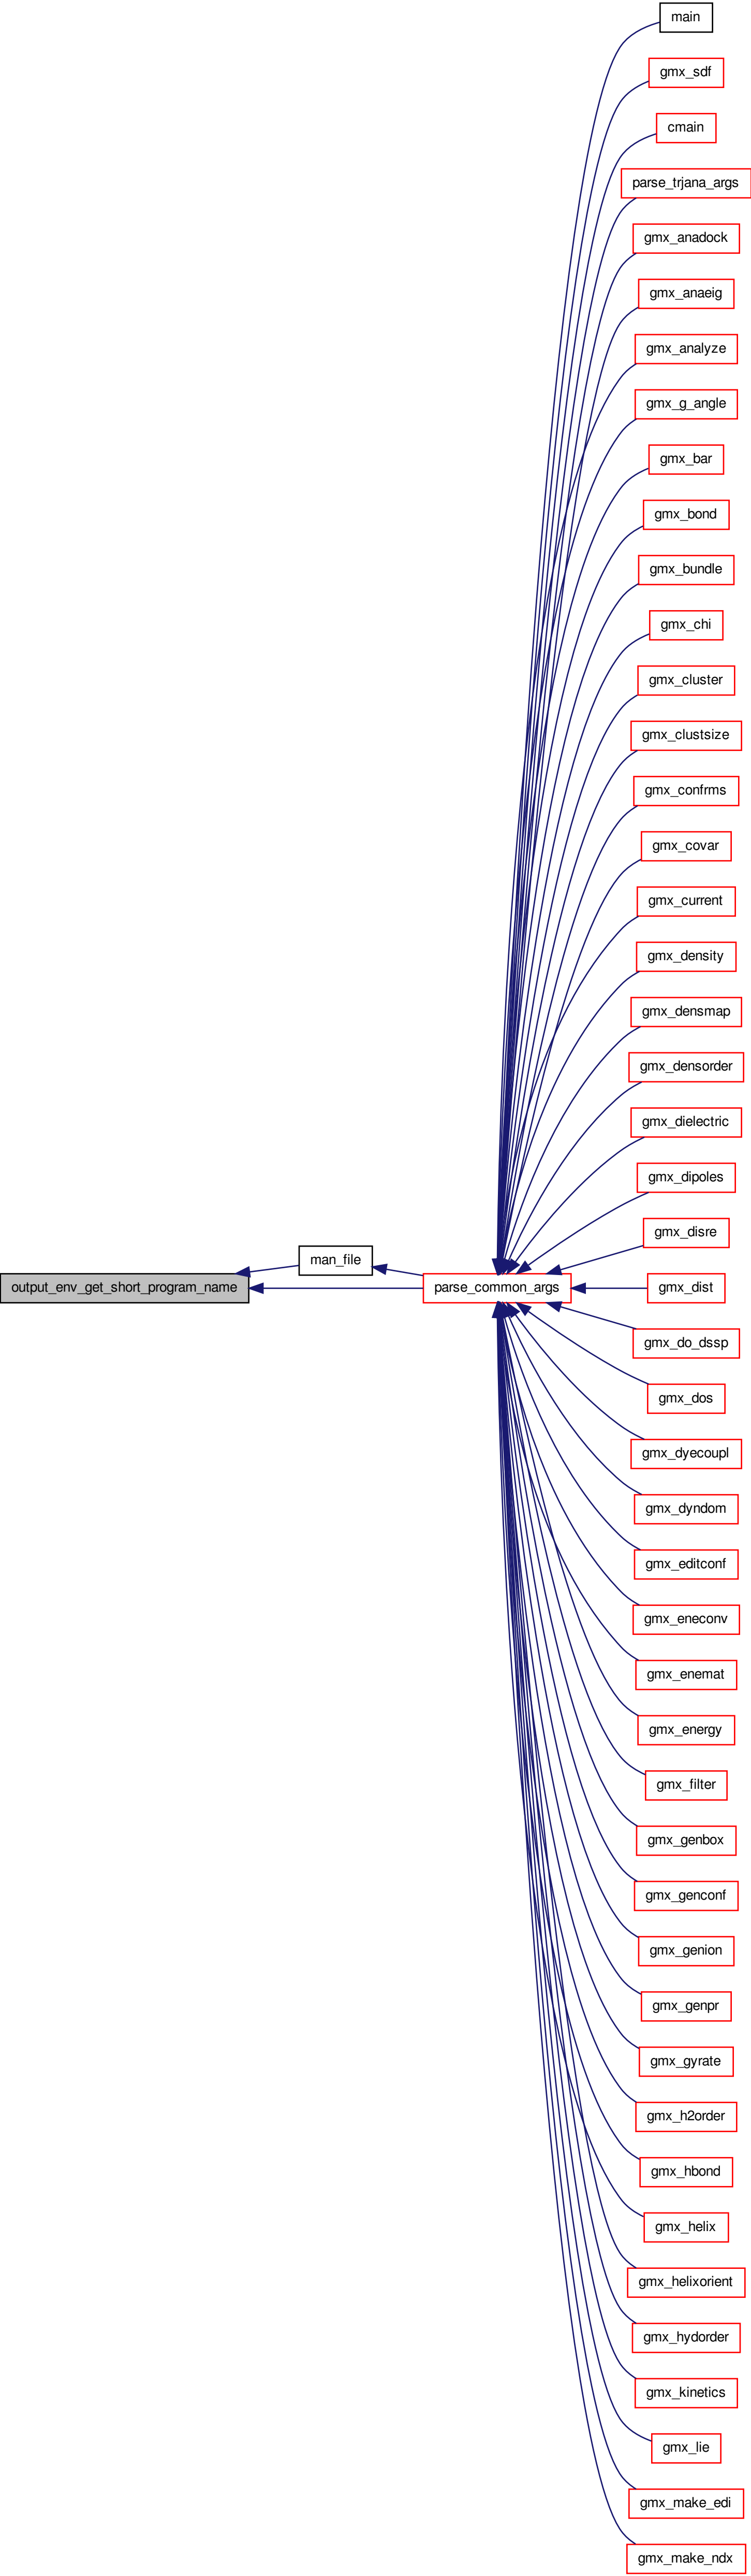 main
gmx_sdf
cmain
parse_trjana_args
gmx_anadock
gmx_anaeig
gmx_analyze
gmx_g_angle
gmx_bar
gmx_bond
gmx_bundle
gmx_chi
gmx_cluster
gmx_clustsize
gmx_confrms
gmx_covar
gmx_current
gmx_density
gmx_densmap
gmx_densorder
gmx_dielectric
gmx_dipoles
gmx_disre
man_file
output_env_get_short_program_name
parse_common_args
gmx_dist
gmx_do_dssp
gmx_dos
gmx_dyecoupl
gmx_dyndom
gmx_editconf
gmx_eneconv
gmx_enemat
gmx_energy
gmx_filter
gmx_genbox
gmx_genconf
gmx_genion
gmx_genpr
gmx_gyrate
gmx_h2order
gmx_hbond
gmx_helix
gmx_helixorient
gmx_hydorder
gmx_kinetics
gmx_lie
gmx_make_edi
gmx_make_ndx